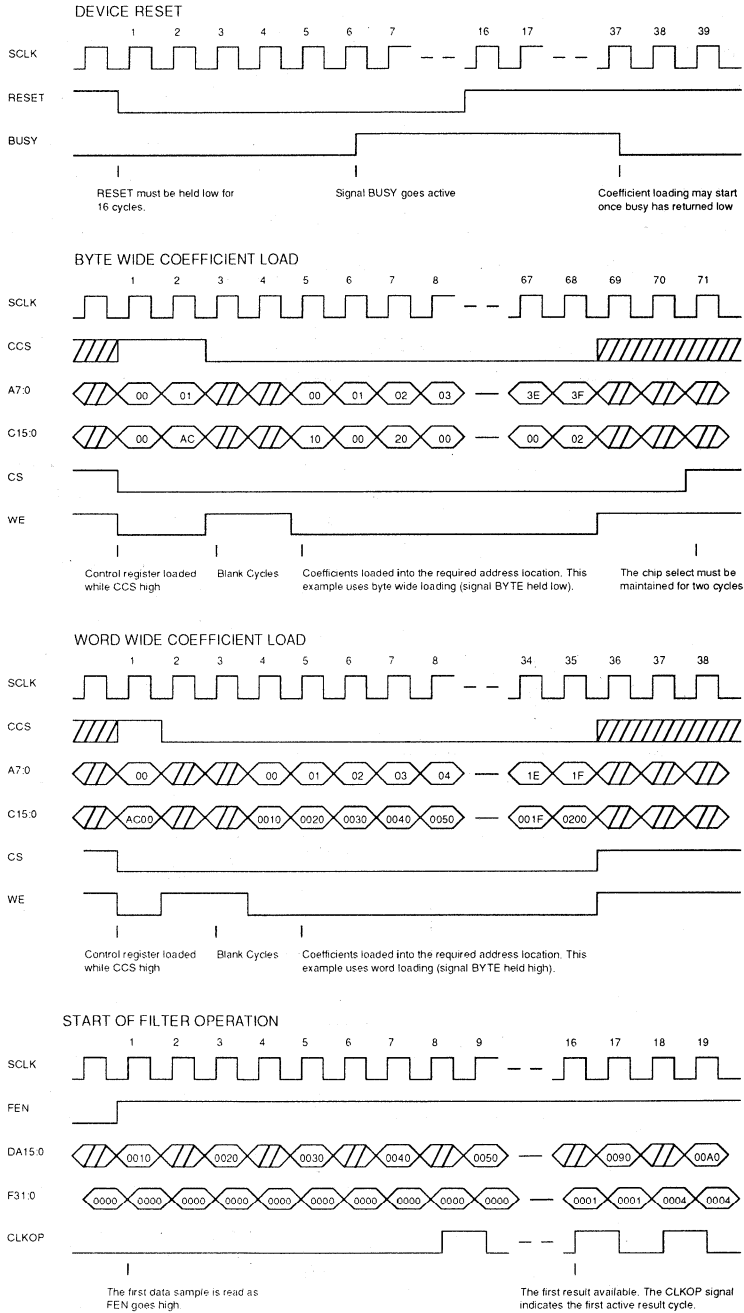 DEVICE RESET
1 2 3 4 5 6 7 16 17 37 38 39
SCLK
RESET
BUSY
RESET must be held low for
16 cycles.
Signal BUSY goes active
Coefficient loading may start
once busy has returned low
BYTE WIDE COEFFICIENT LOAD
1 2 3 4 5 6 7 8 67 68 69 70 71
SCLK
CCS
A7:0 00 01 00 01 02 03 3E 3F
C15:0 00 AC 10 00 20 00 00 02
CS
WE
Control register loaded
while CCS high
Blank Cycles
Coefficients loaded into the required address location. This
example uses byte wide loading (signal BYTE held low).
The chip select must be
maintained for two cycles
WORD WIDE COEFFICIENT LOAD
1 2 3 4 5 6 7 8 34 35 36 37 38
SCLK
CCS
A7:0 00 00 01 02 03 04 1E 1F
C15:0 AC00 0010 0020 0030 0040 0050 001F 0200
CS
WE
Control register loaded
while CCS high
Blank Cycles
Coefficients loaded into the required address location. This
example uses word loading (signal BYTE held high).
START OF FILTER OPERATION
1 2 3 4 5 6 7 8 9 16 17 18 19
SCLK
FEN
DA15:0 0010 0020 0030 0040 0050 0090 00A0
F31:0 0000 0000 0000 0000 0000 0000 0000 0000 0000 0000 0001 0001 0004 0004
CLKOP
The first data sample is read as
FEN goes high.
The first result available. The CLKOP signal
indicates the first active result cycle.